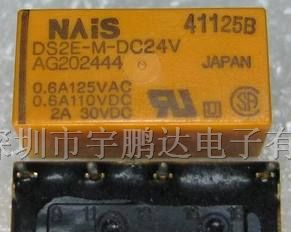 NAiS 41125B
DS2E-M-DC24V
AG202444 JAPAN
0.6A125VAC
0.6A110VDC
2A 30VDC
深圳市宇鹏达电子有